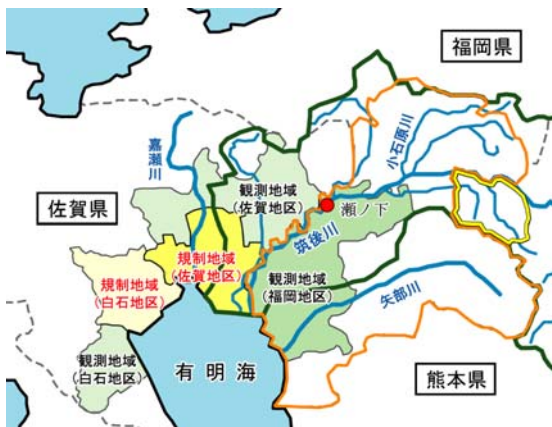 福岡県
小石原川
嘉瀬川
観測地域
(佐賀地区)
瀬ノ下
佐賀県
筑後川
規制地域
(佐賀地区)
規制地域
(白石地区)
観測地域
(福岡地区)
矢部川
観測地域
(白石地区)
有明海
熊本県